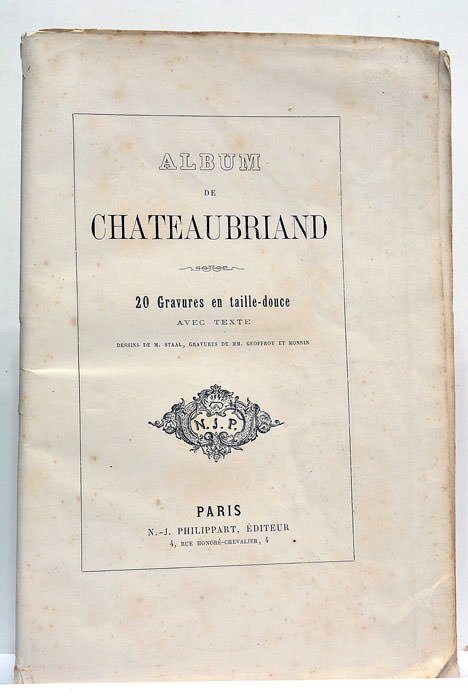 ALBUM
DE
CHATEAUBRIAND
20 Gravures en taille-douce
AVEC TEXTE
DESSINS DE M. STAAL, GRAVURES DE MM. GEOFFROY ET MONNIN
N. J. P.
PARIS
N.-J. PHILIPPART, ÉDITEUR
4, RUE HONORÉ-CHEVALIER, 4